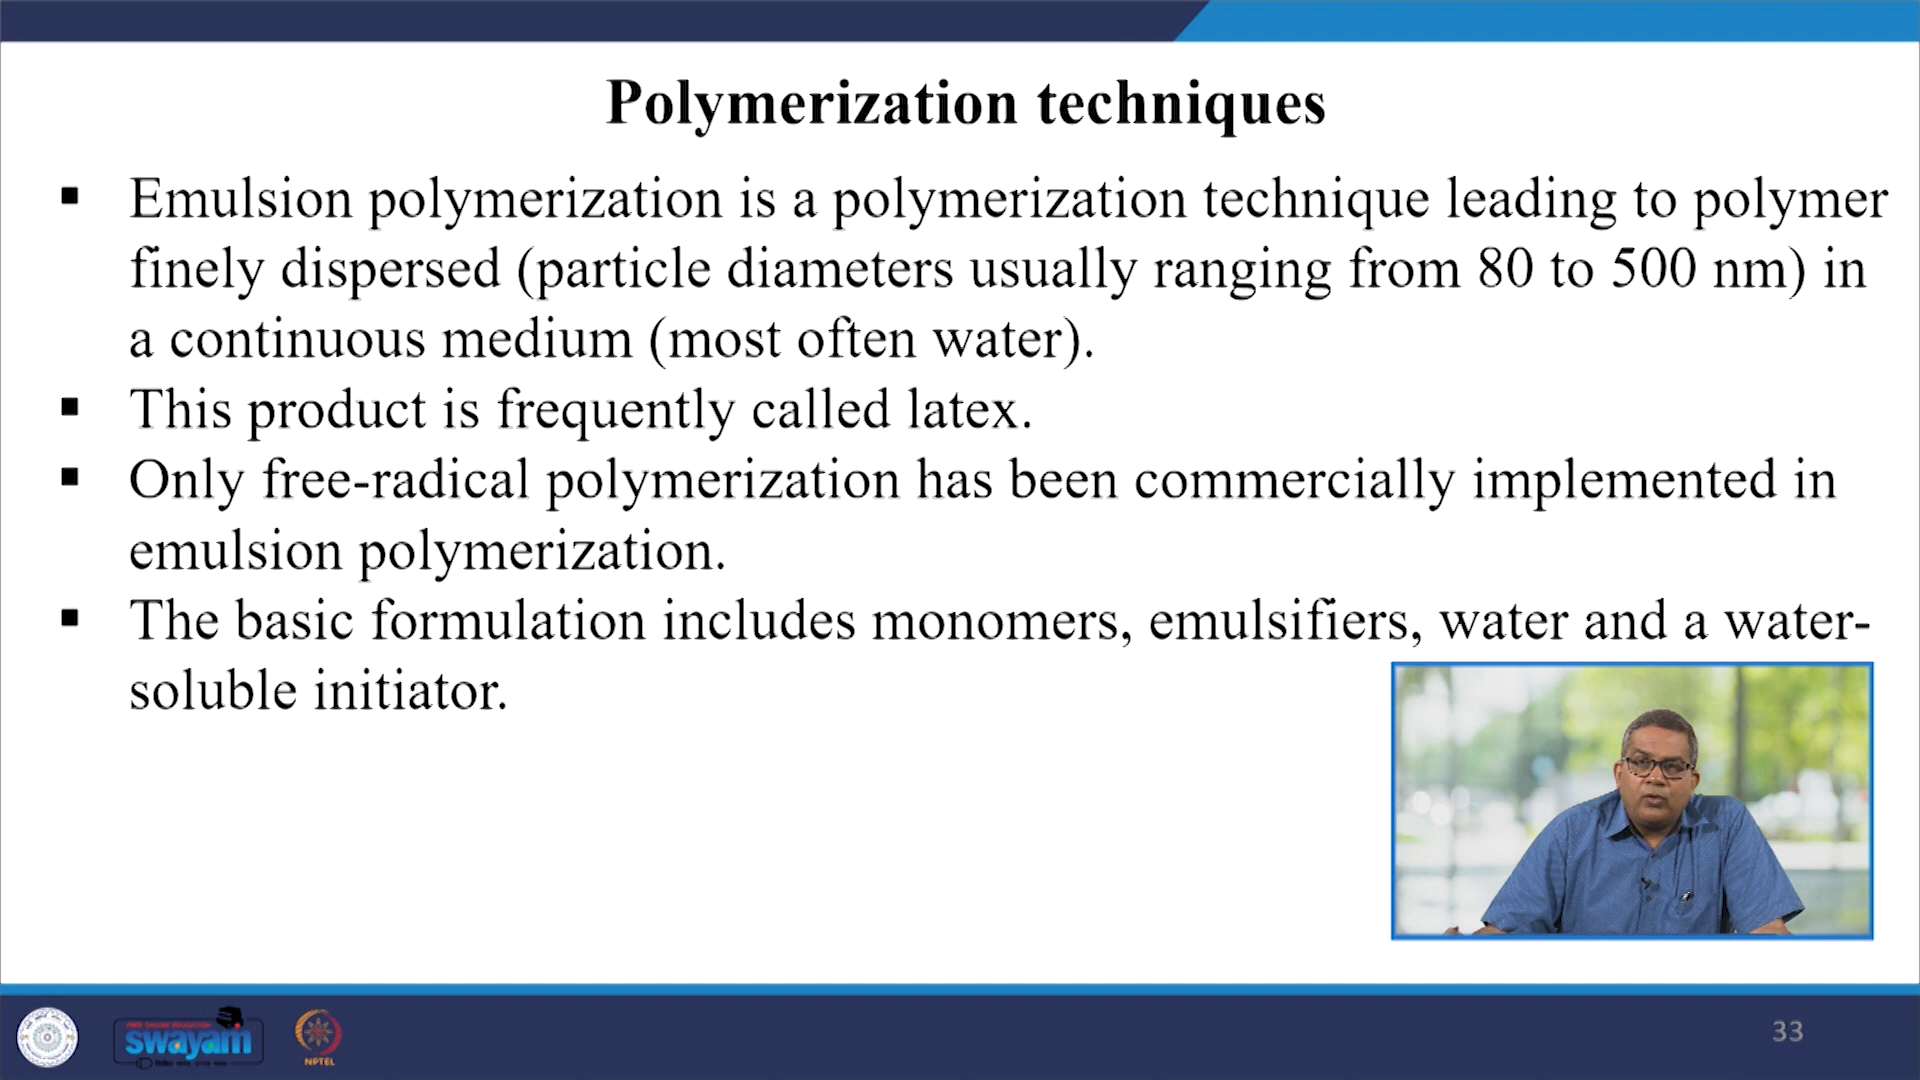 Polymerization techniques
▪ Emulsion polymerization is a polymerization technique leading to polymer
finely dispersed (particle diameters usually ranging from 80 to 500 nm) in
a continuous medium (most often water).
▪ This product is frequently called latex.
▪ Only free-radical polymerization has been commercially implemented in
emulsion polymerization.
▪ The basic formulation includes monomers, emulsifiers, water and a water-
soluble initiator.
swayam
NPTEL
33